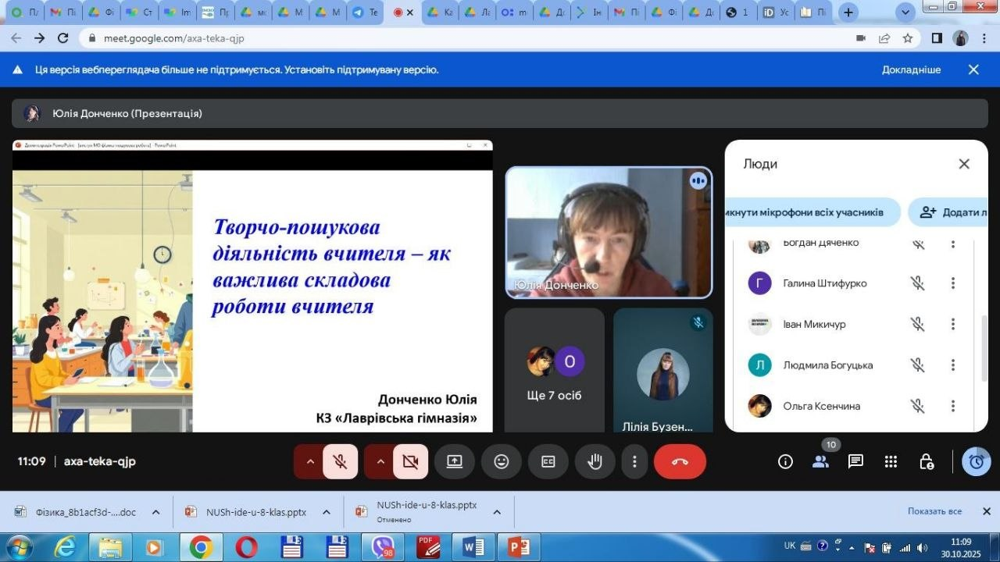 meet.google.com/axa-teka-qjp
Ця версія вебпереглядача більше не підтримується. Установіть підтримувану версію.
Докладніше
Юлія Донченко (Презентація)
Творчо-пошукова
діяльність вчителя – як
важлива складова
роботи вчителя
Донченко Юлія
КЗ «Лаврівська гімназія»
Юлія Донченко
О
Ще 7 осіб
Лілія Бузен...
Люди
мкнути мікрофони всіх учасників
Додати л
Богдан Дяченко
Г
Галина Штифурко
Іван Микичур
Л
Людмила Богуцька
Ольга Ксенчина
11:09 | axa-teka-qjp
10
Фізика_8b1acf3d-....doc
NUSh-ide-u-8-klas.pptx
NUSh-ide-u-8-klas.pptx
Отменено
Показать все
98
PDF
UK
11:09
30.10.2025